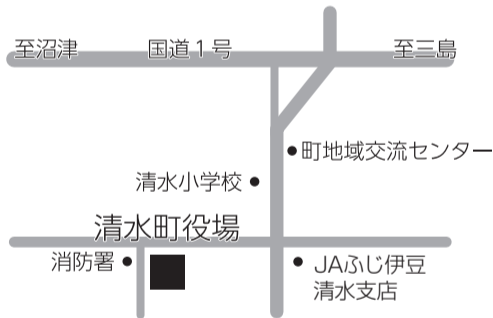 至沼津
国道１号
至三島
町地域交流センター
清水小学校
清水町役場
消防署
JAふじ伊豆
清水支店